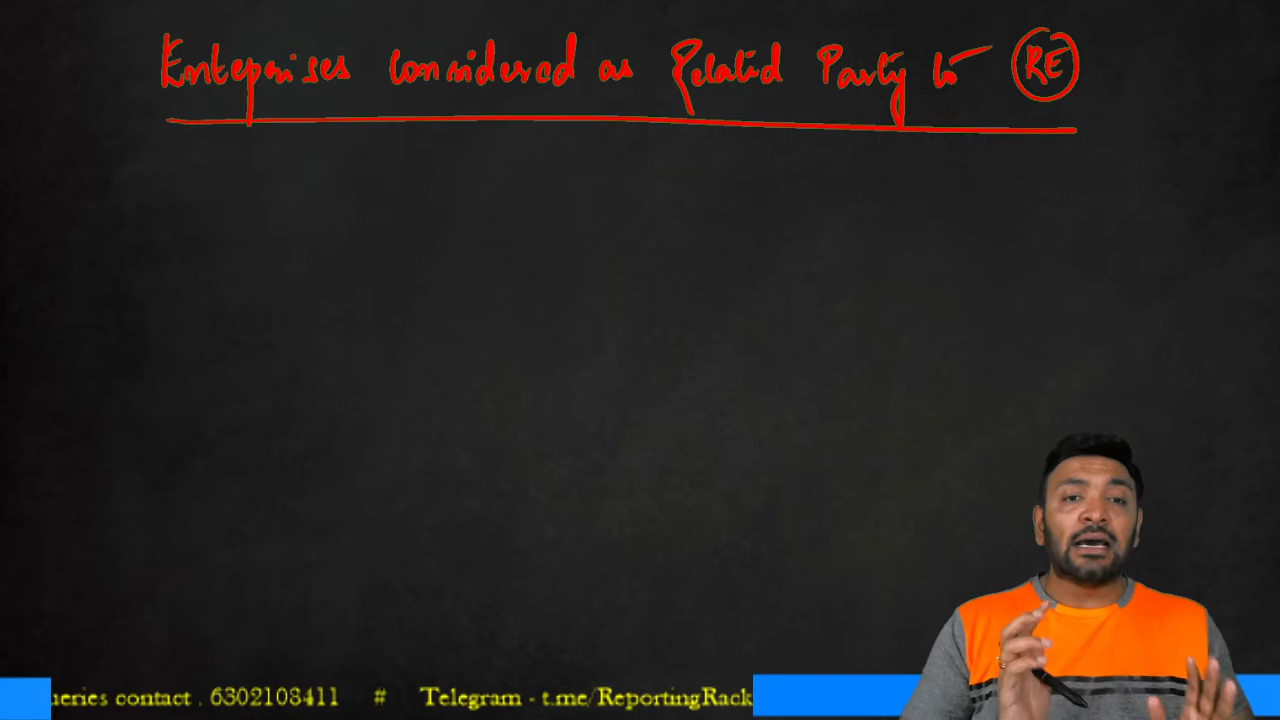 Enterprises considered as Related Party to RE
ueries contact . 6302108411 # Telegram - t.me/ReportingRack